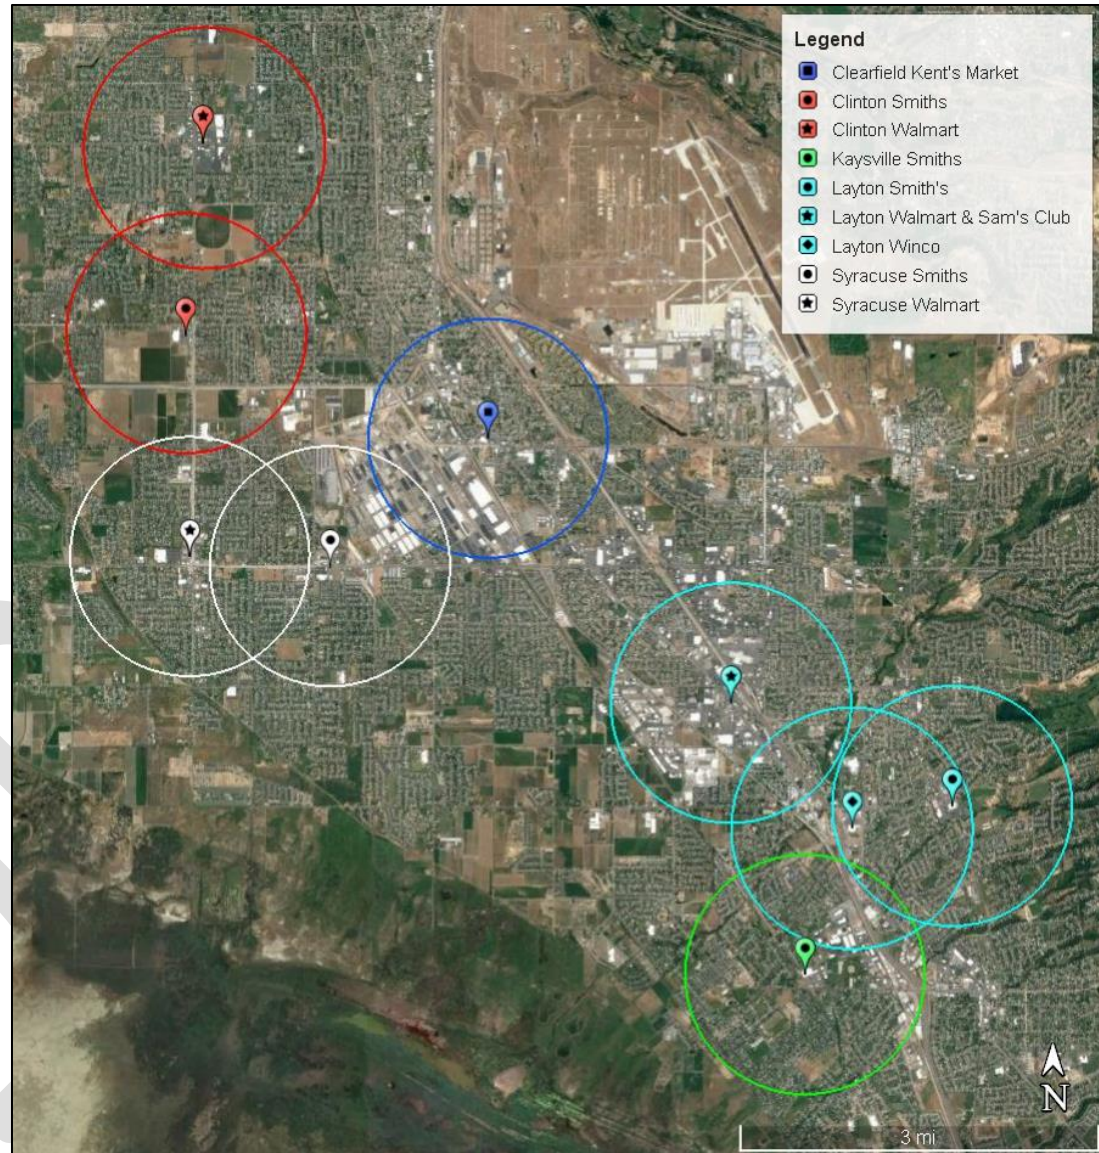 Legend
Clearfield Kent's Market
Clinton Smiths
Clinton Walmart
Kaysville Smiths
Layton Smith's
Layton Walmart & Sam's Club
Layton Winco
Syracuse Smiths
Syracuse Walmart
N
3 mi